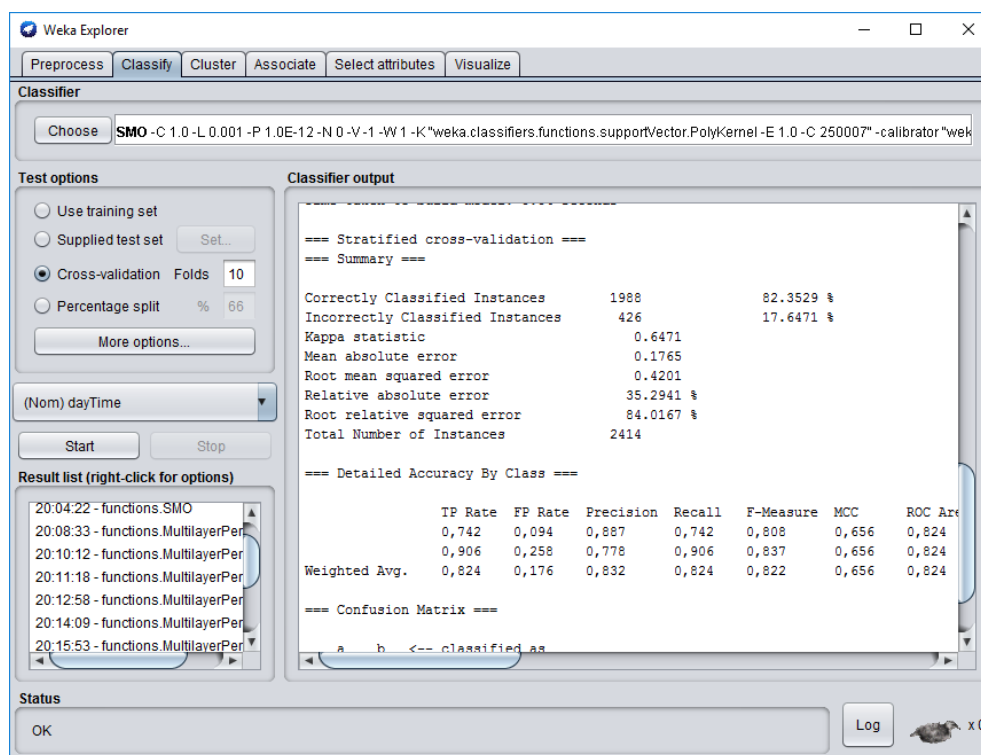 Weka Explorer
Preprocess Classify Cluster Associate Select attributes Visualize
Classifier
Choose SMO -C 1.0 -L 0.001 -P 1.0E-12 -N 0 -V -1 -W 1 -K "weka.classifiers.functions.supportVector.PolyKernel -E 1.0 -C 250007" -calibrator "wek
Test options
Use training set
Supplied test set Set...
Cross-validation Folds 10
Percentage split % 66
More options...
(Nom) dayTime
Start Stop
Result list (right-click for options)
20:04:22 - functions.SMO
20:08:33 - functions.MultilayerPer
20:10:12 - functions.MultilayerPer
20:11:18 - functions.MultilayerPer
20:12:58 - functions.MultilayerPer
20:14:09 - functions.MultilayerPer
20:15:53 - functions.MultilayerPer
Classifier output
=== Stratified cross-validation ===
=== Summary ===
Correctly Classified Instances 1988 82.3529 %
Incorrectly Classified Instances 426 17.6471 %
Kappa statistic 0.6471
Mean absolute error 0.1765
Root mean squared error 0.4201
Relative absolute error 35.2941 %
Root relative squared error 84.0167 %
Total Number of Instances 2414
=== Detailed Accuracy By Class ===
TP Rate FP Rate Precision Recall F-Measure MCC ROC Are
0,742 0,094 0,887 0,742 0,808 0,656 0,824
0,906 0,258 0,778 0,906 0,837 0,656 0,824
Weighted Avg. 0,824 0,176 0,832 0,824 0,822 0,656 0,824
=== Confusion Matrix ===
a b <-- classified as
Status
OK
Log x 0